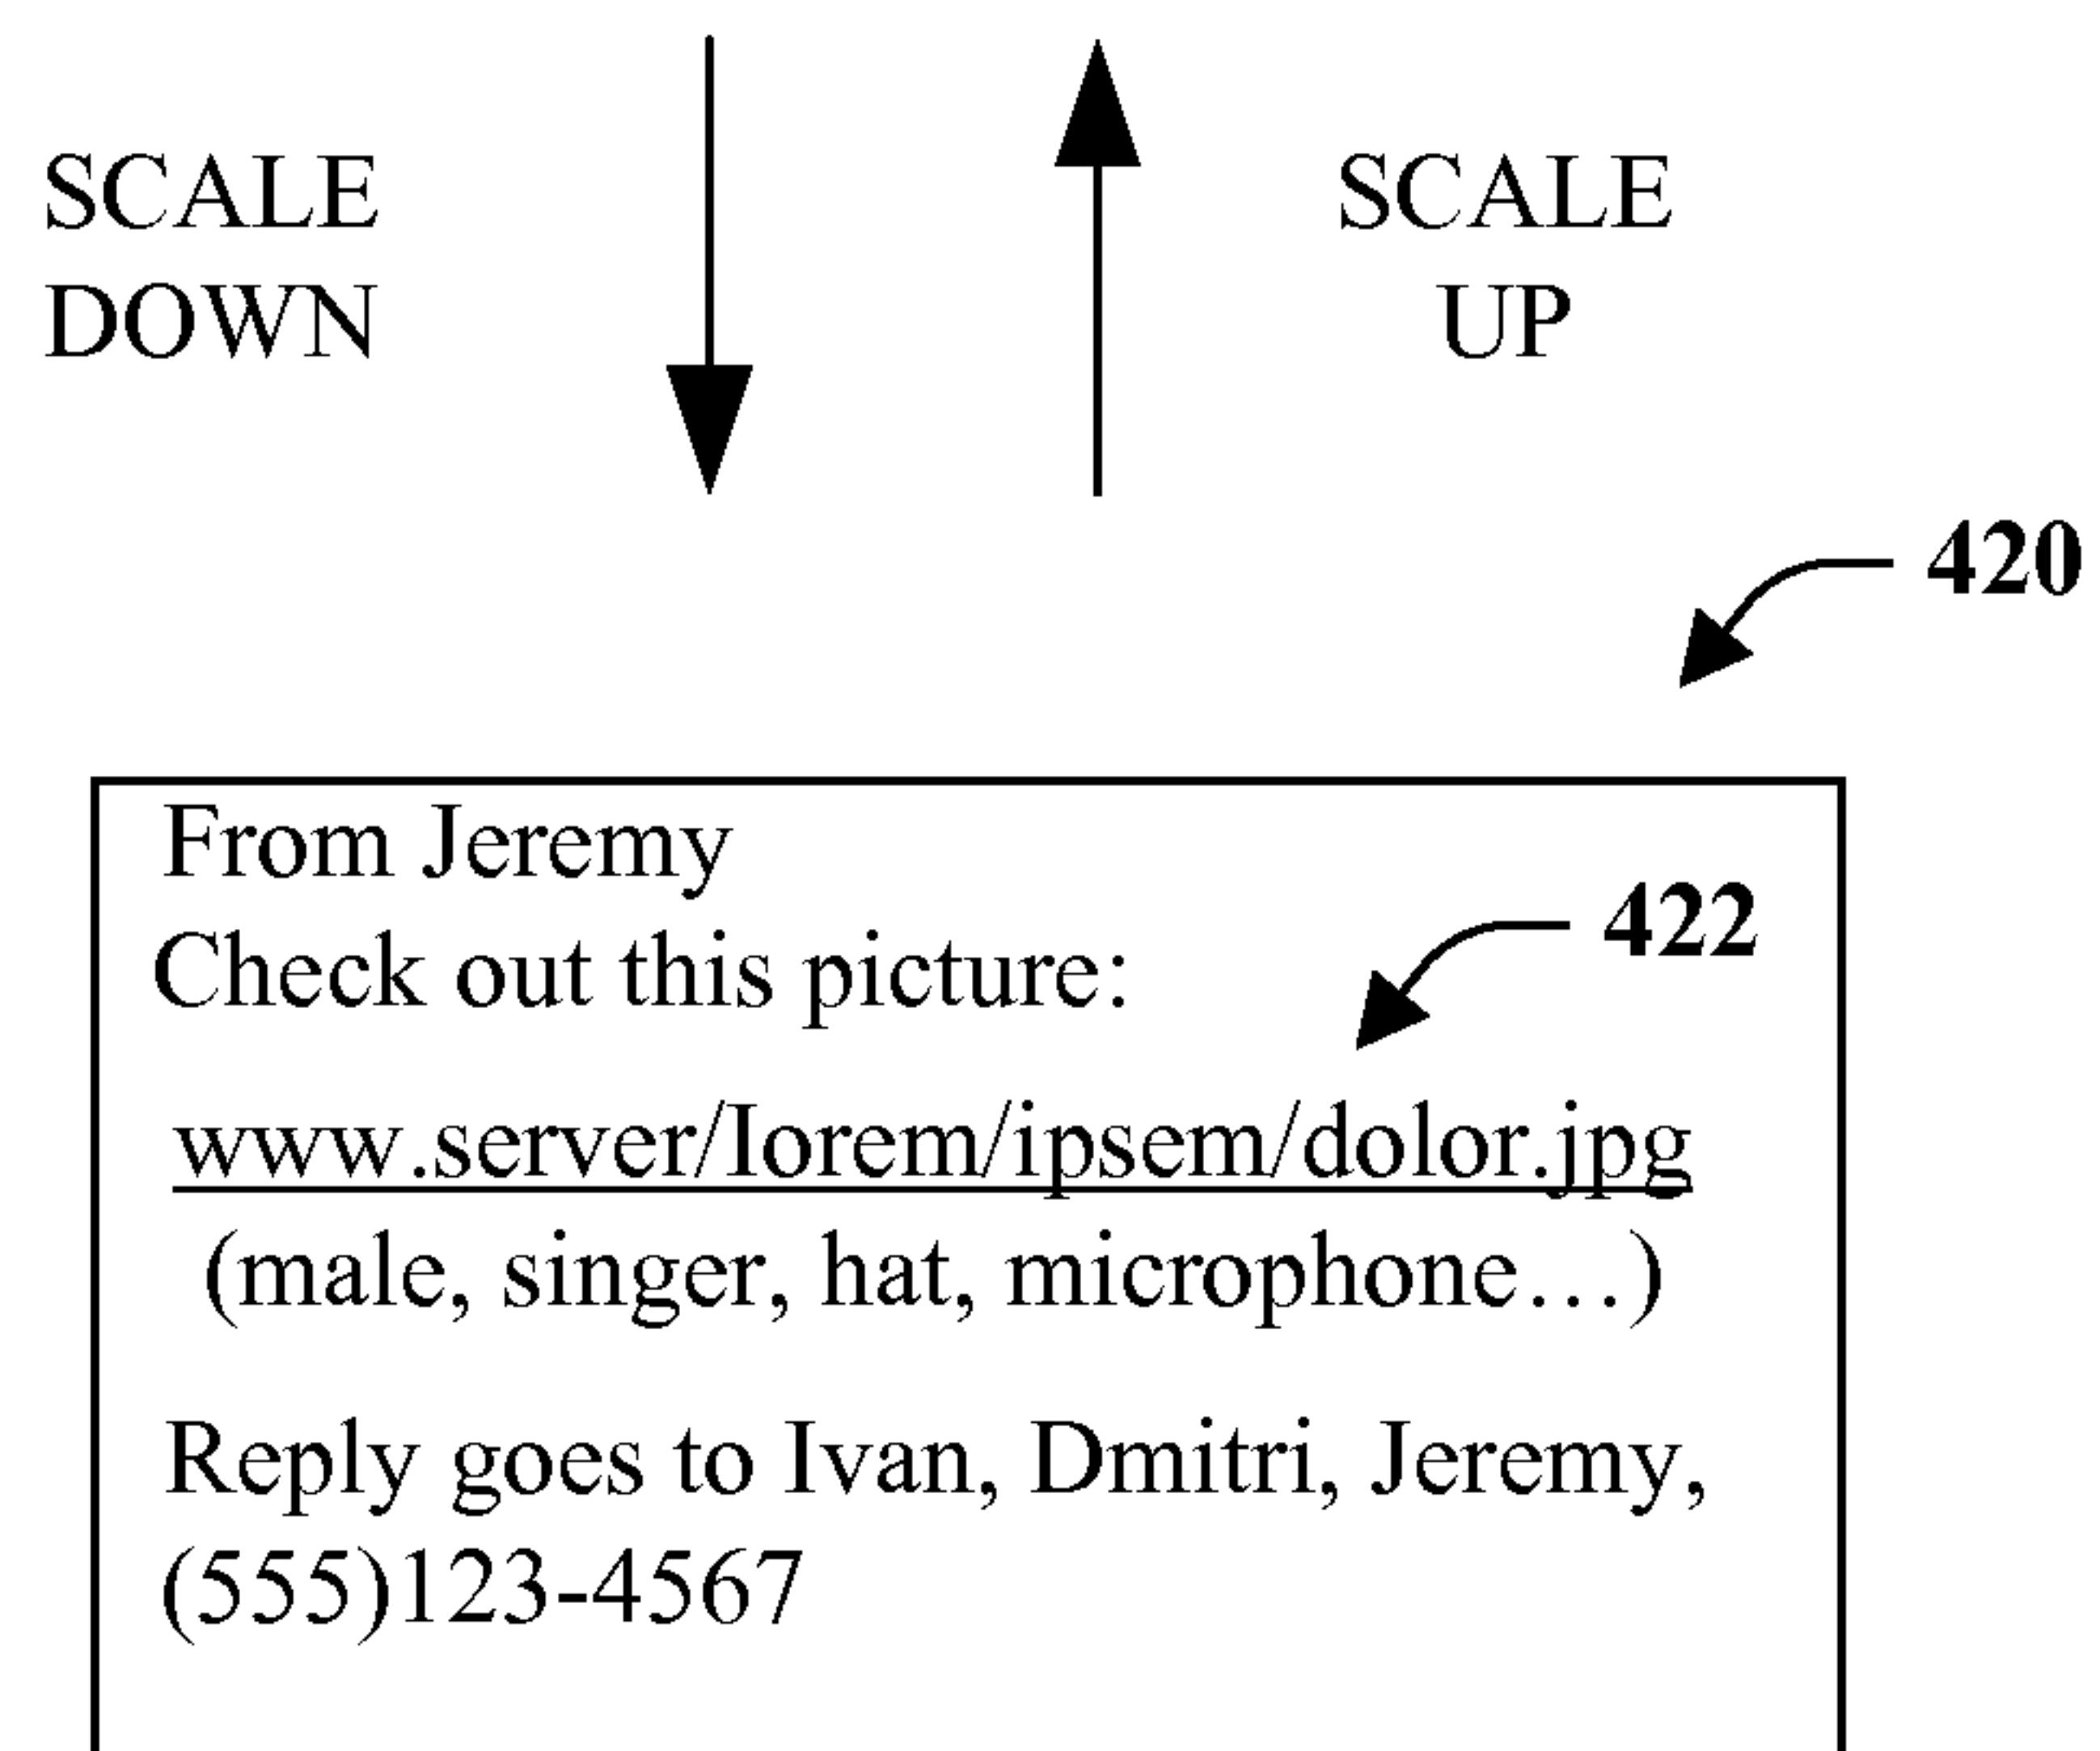 SCALE
DOWN
SCALE
UP
420
From Jeremy
Check out this picture:
422
www.server/Iorem/ipsem/dolor.jpg
(male, singer, hat, microphone…)
Reply goes to Ivan, Dmitri, Jeremy,
(555)123-4567